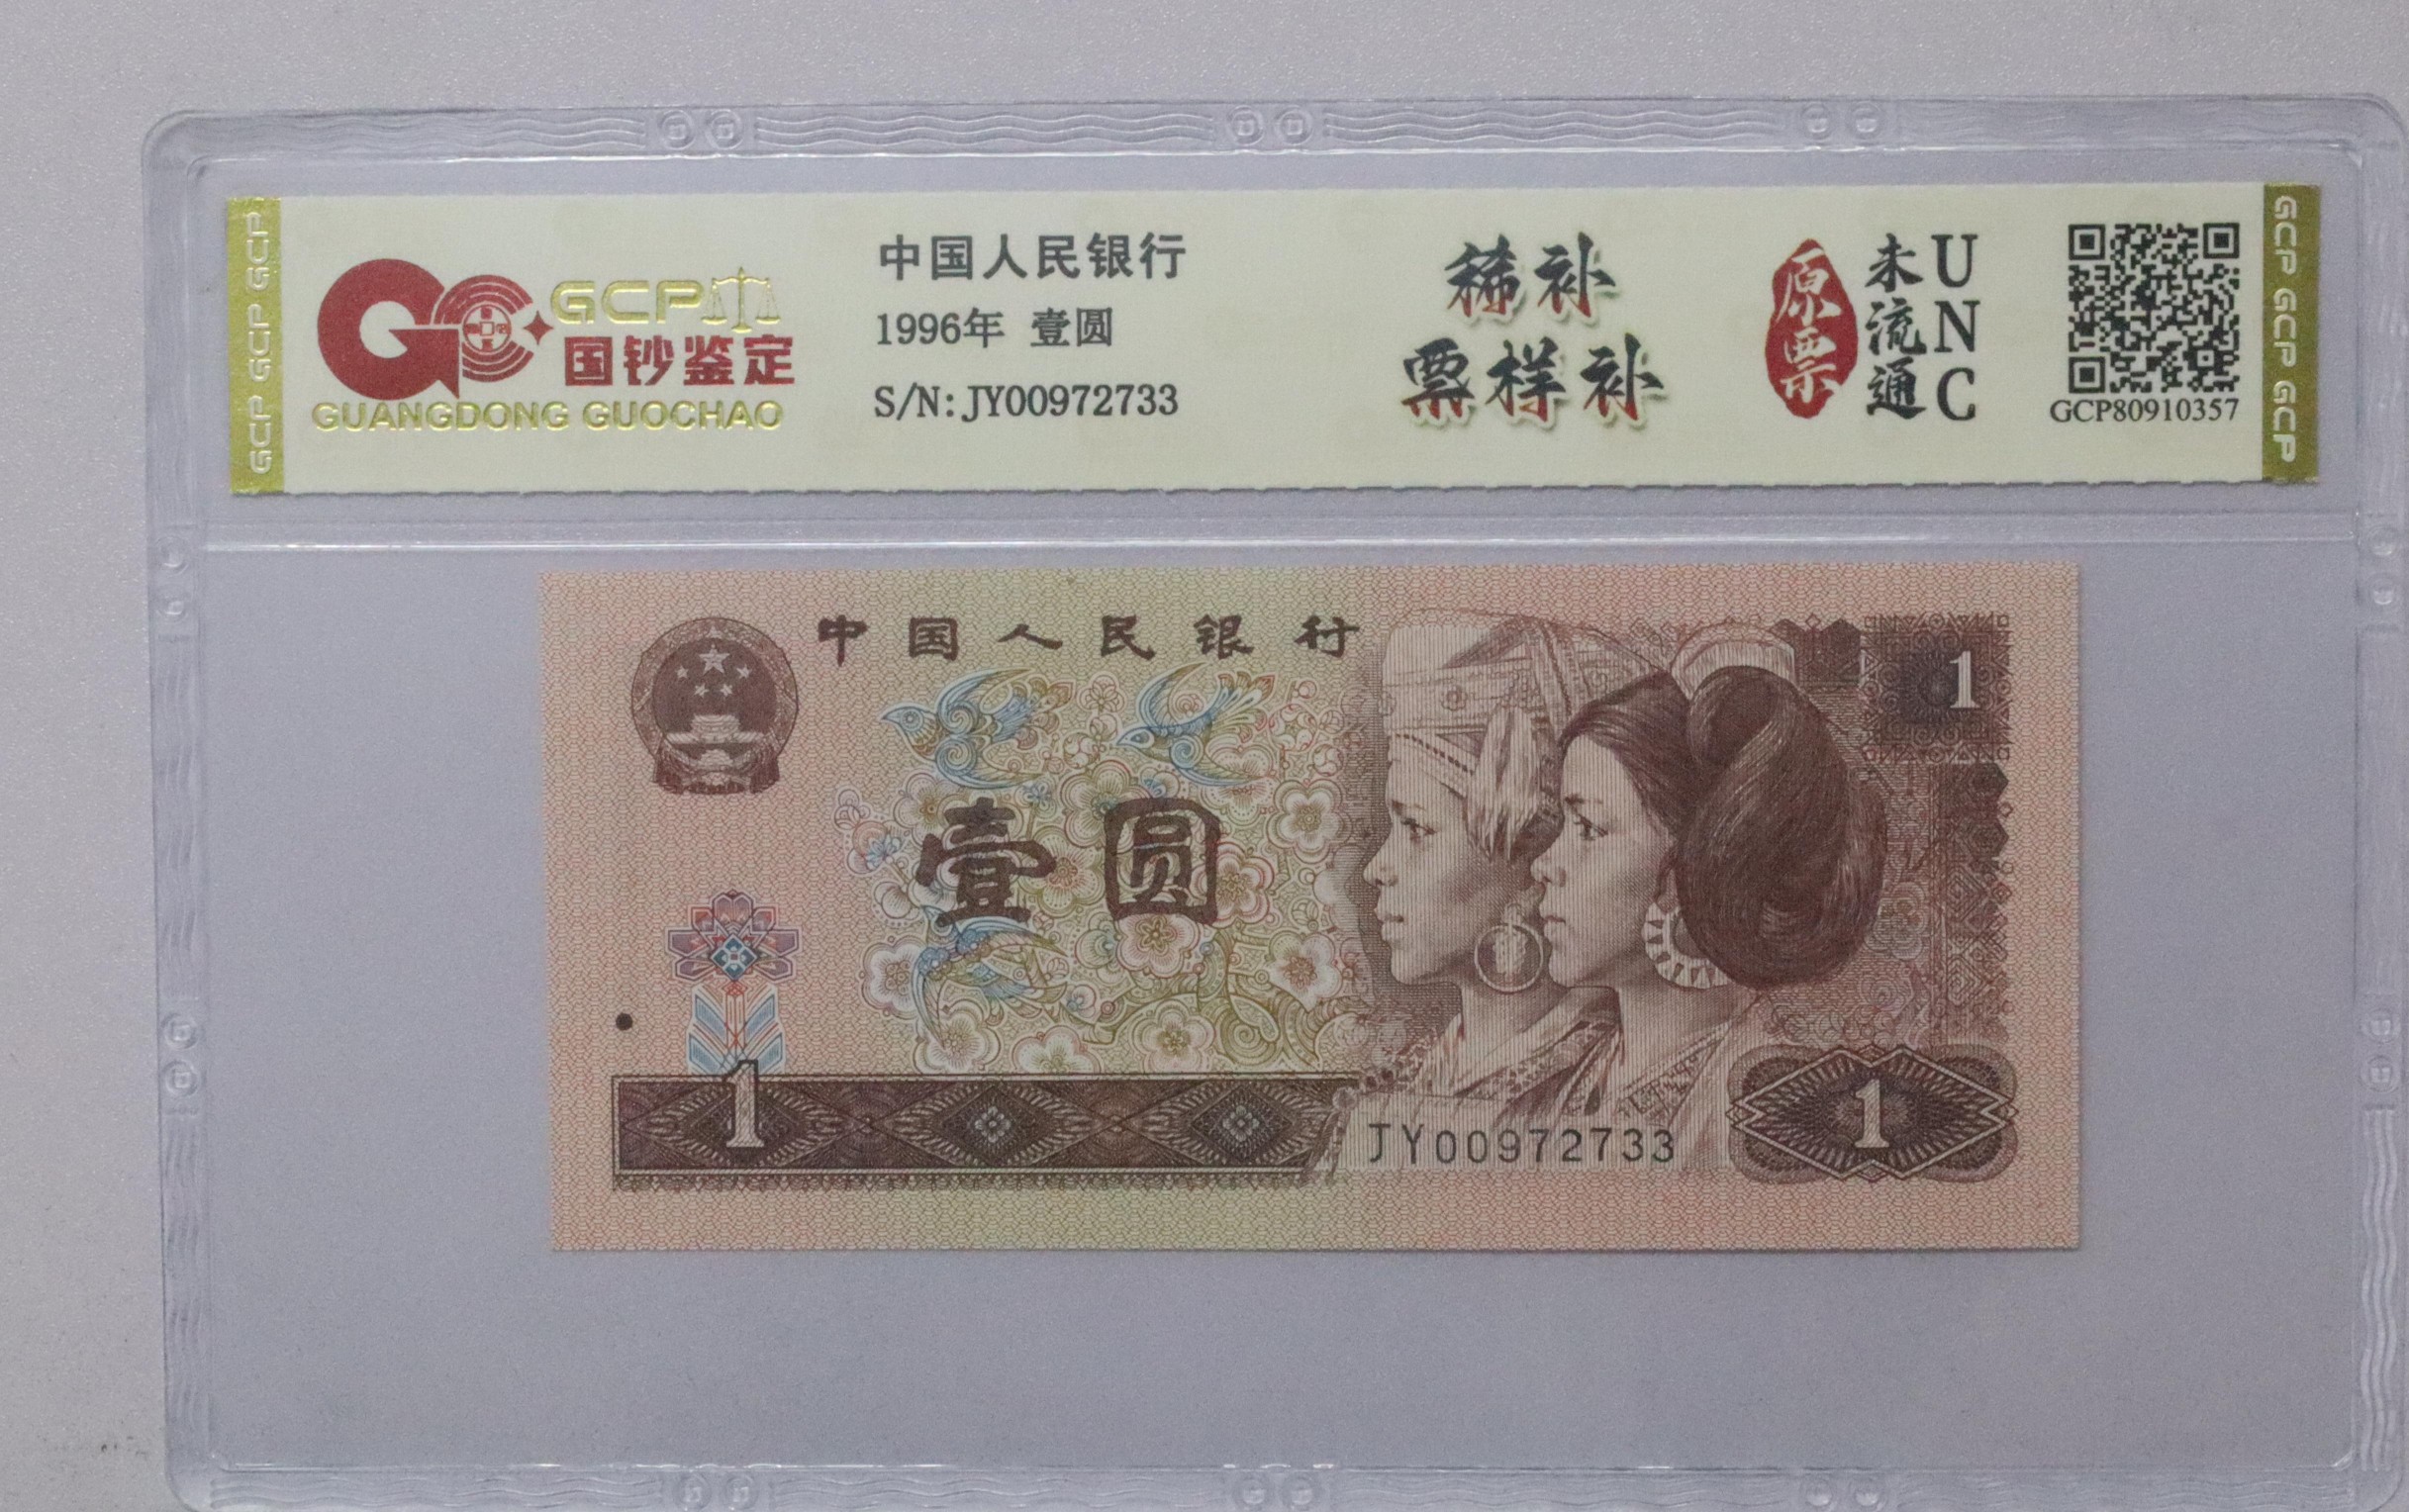 GCP GCP GCP
GCP
国钞鉴定
GUANGDONG GUOCHAO
中国人民银行
1996年 壹圆
S/N:JY00972733
稀补
票样补
原票
未流通
UNC
GCP80910357
GCP GCP GCP
中国人民银行
1
壹圆
1
JY00972733
1